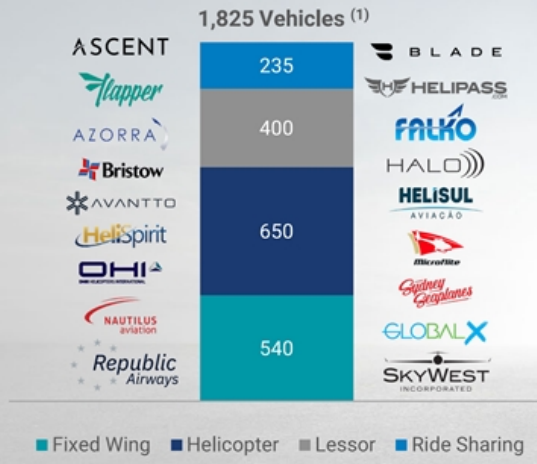 1,825 Vehicles (1)
ASCENT
flapper
AZORRA
Bristow
AVANTTO
HeliSpirit
OHI
NAUTILUS
aviation
Republic
Airways
235
400
650
540
BLADE
HELIPASS
.COM
FALKO
HALO
HELISUL
AVIAÇÃO
Microflite
Sydney
Seaplanes
GLOBAL X
SKYWEST
INCORPORATED
Fixed Wing Helicopter Lessor Ride Sharing